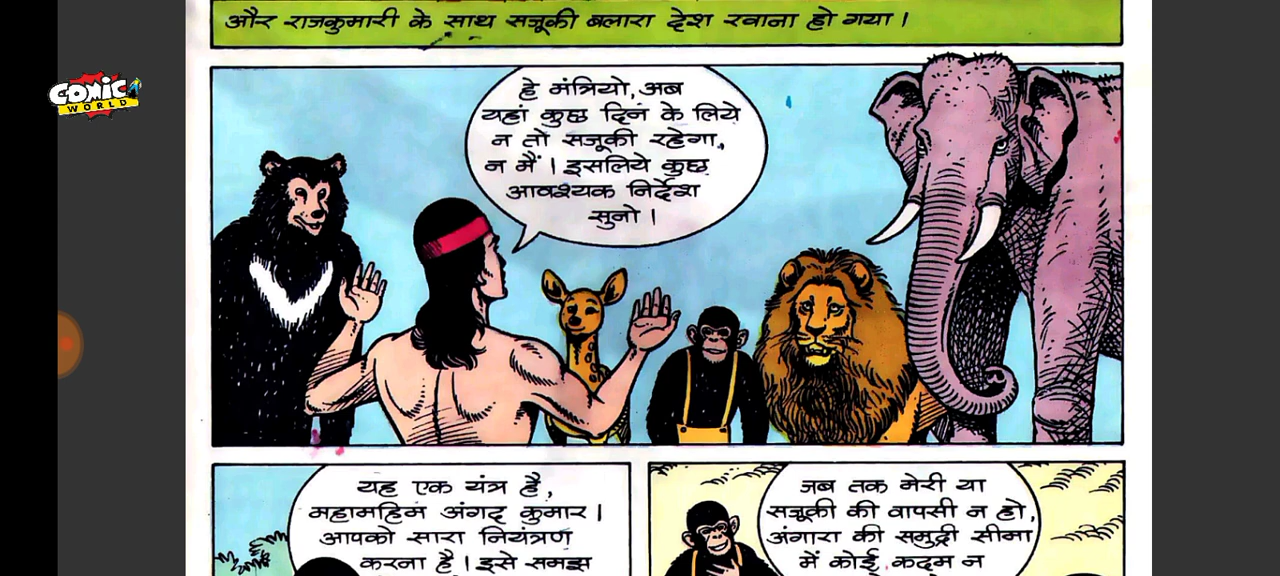 और राजकुमारी के साथ सजूकी बलारा देश रवाना हो गया।
COMIC
WORLD
हे मंत्रियो, अब
यहां कुछ दिन के लिये
न तो सजूकी रहेगा,
न मैं। इसलिये कुछ
आवश्यक निर्देश
सुनो।
यह एक यंत्र है,
महामहिम अंगद कुमार।
आपको सारा नियंत्रण
करना है। इसे समझ
जब तक मेरी या
सजूकी की वापसी न हो,
अंगारा की समुद्री सीमा
में कोई कदम न